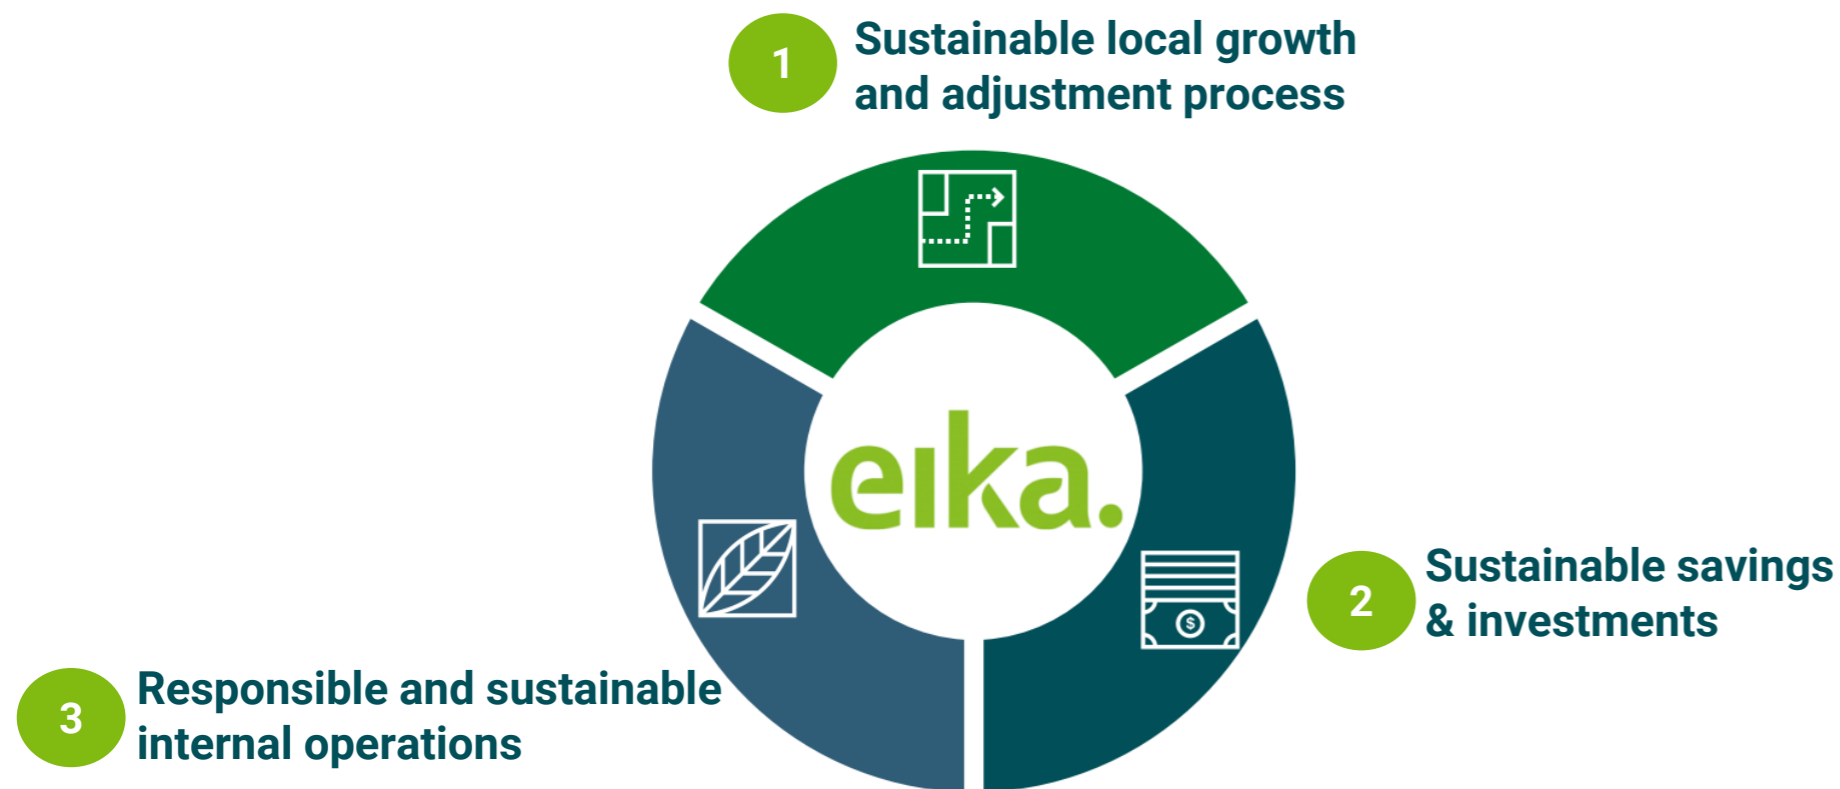 1
Sustainable local growth
and adjustment process
eika.
$
2
Sustainable savings
& investments
3
Responsible and sustainable
internal operations